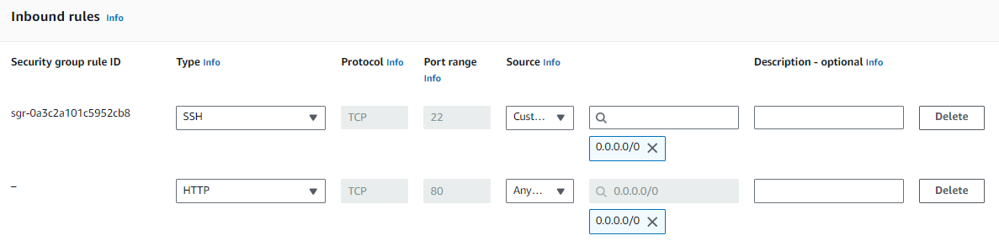 Inbound rules Info
Security group rule ID Type Info Protocol Info Port range Info Source Info Description - optional Info
sgr-0a3c2a101c5952cb8 SSH TCP 22 Cust... Delete
0.0.0.0/0
– HTTP TCP 80 Any... 0.0.0.0/0 Delete
0.0.0.0/0